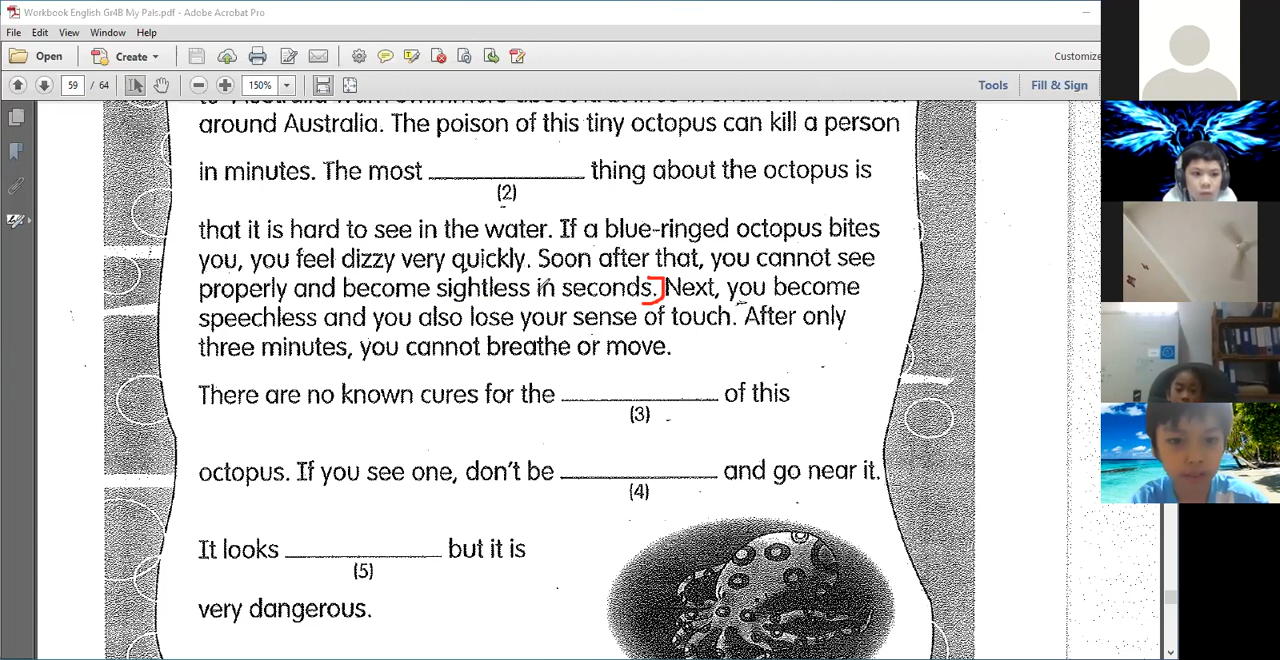 Workbook English Gr4B My Pals.pdf - Adobe Acrobat Pro
File Edit View Window Help
Open Create Customize
59 / 64 150% Tools Fill & Sign
around Australia. The poison of this tiny octopus can kill a person
in minutes. The most ____________ thing about the octopus is
(2)
that it is hard to see in the water. If a blue-ringed octopus bites
you, you feel dizzy very quickly. Soon after that, you cannot see
properly and become sightless in seconds. Next, you become
speechless and you also lose your sense of touch. After only
three minutes, you cannot breathe or move.
There are no known cures for the ____________ of this
(3)
octopus. If you see one, don't be ____________ and go near it.
(4)
It looks ____________ but it is
(5)
very dangerous.